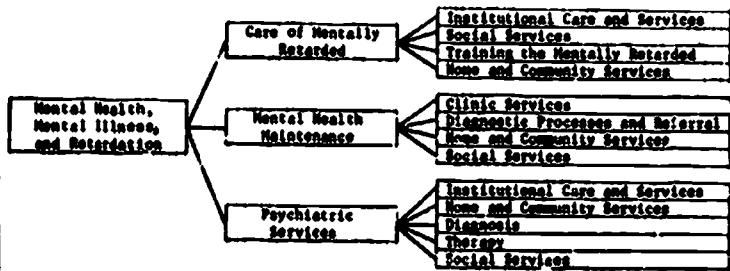 Mental Health,
Mental Illness,
and Retardation
Care of Mentally
Retarded
Institutional Care and Services
Social Services
Training the Mentally Retarded
Home and Community Services
Mental Health
Maintenance
Clinic Services
Diagnostic Processes and Referral
Home and Community Services
Social Services
Psychiatric
Services
Institutional Care and Services
Home and Community Services
Diagnosis
Therapy
Social Services